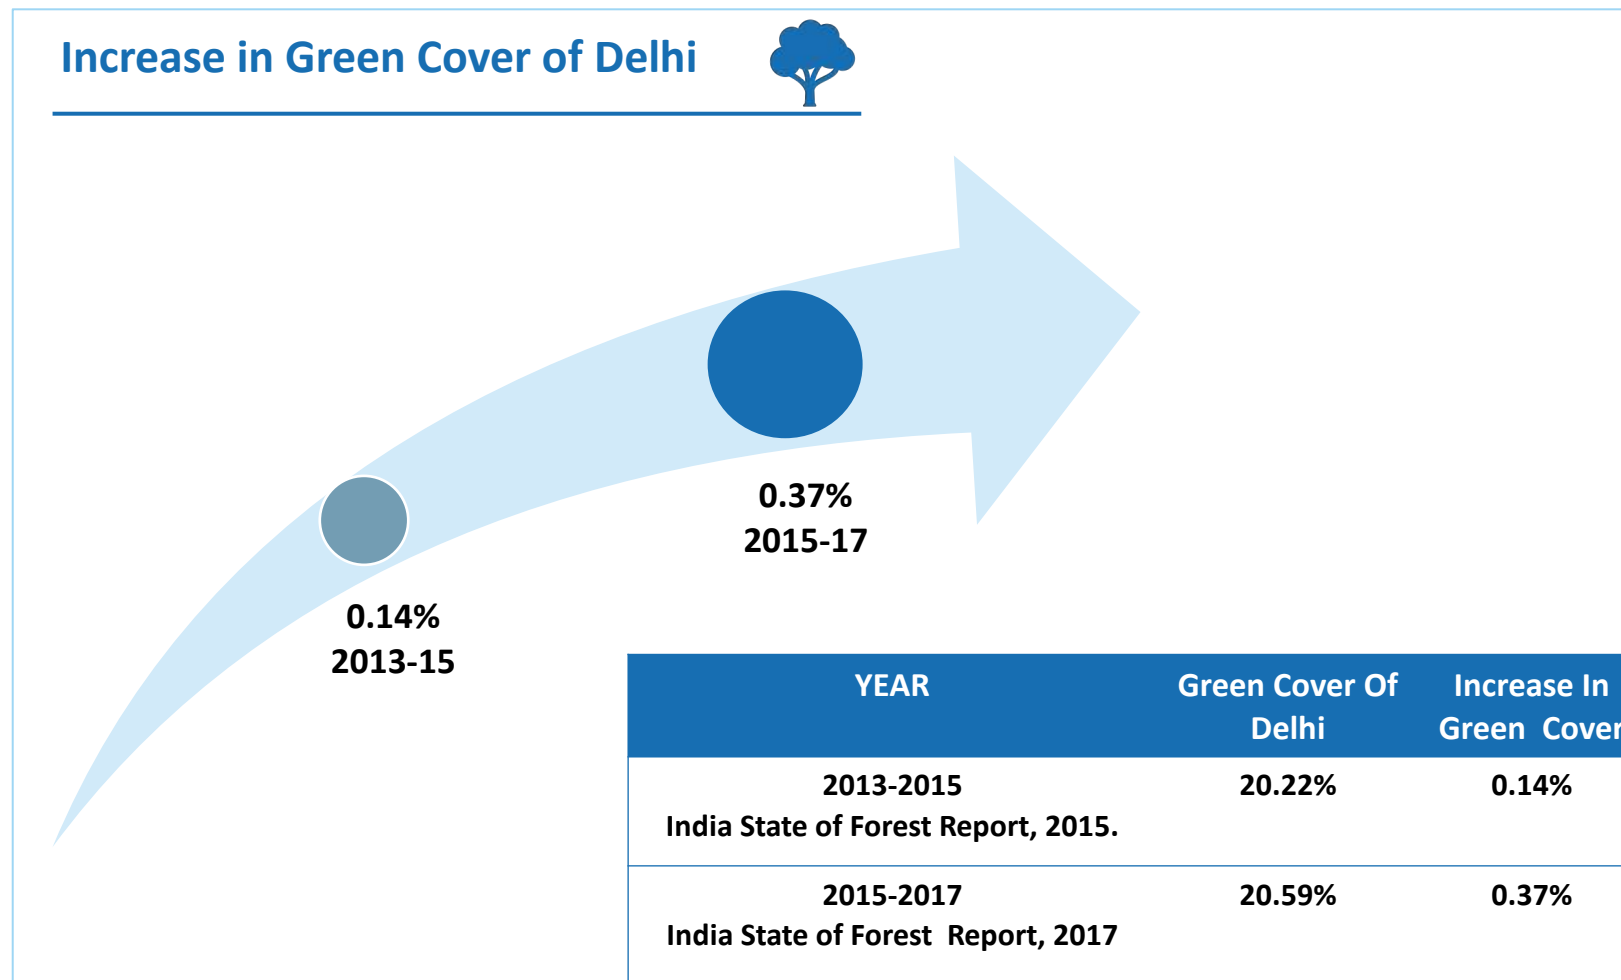 Increase in Green Cover of Delhi
0.37%
2015-17
0.14%
2013-15
YEAR
Green Cover Of
Delhi
Increase In
Green Cover
2013-2015
India State of Forest Report, 2015.
20.22%
0.14%
2015-2017
India State of Forest Report, 2017
20.59%
0.37%